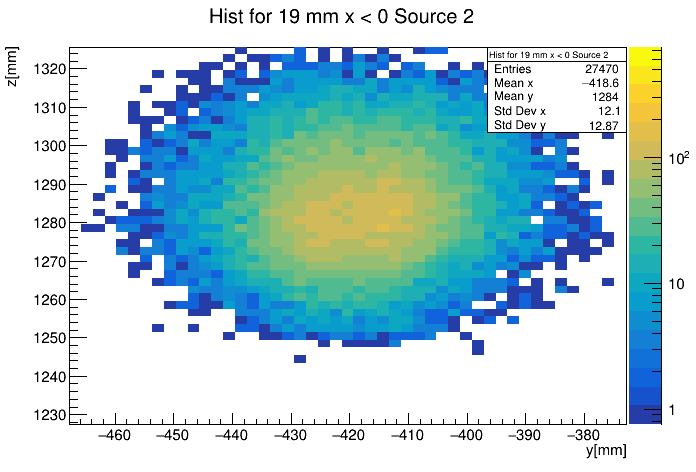 Hist for 19 mm x < 0 Source 2
z[mm]
Hist for 19 mm x < 0 Source 2
Entries 27470
Mean x −418.6
Mean y 1284
Std Dev x 12.1
Std Dev y 12.87
1320
1310
1300
1290
1280
1270
1260
1250
1240
1230
10²
10
1
−460 −450 −440 −430 −420 −410 −400 −390 −380
y[mm]